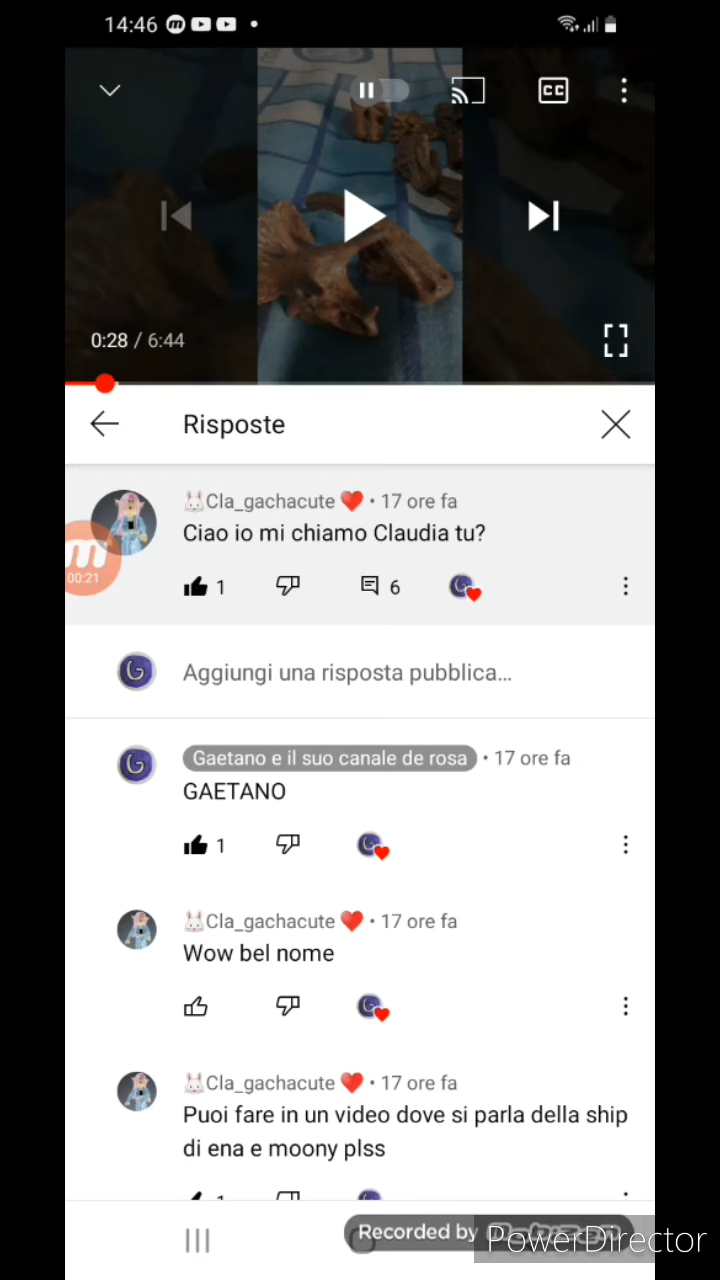 14:46
CC
0:28 / 6:44
Risposte
🐰Cla_gachacute ❤️ • 17 ore fa
Ciao io mi chiamo Claudia tu?
00:21
1 6
Aggiungi una risposta pubblica...
Gaetano e il suo canale de rosa • 17 ore fa
GAETANO
1
🐰Cla_gachacute ❤️ • 17 ore fa
Wow bel nome
🐰Cla_gachacute ❤️ • 17 ore fa
Puoi fare in un video dove si parla della ship
di ena e moony plss
1
Recorded by
PowerDirector